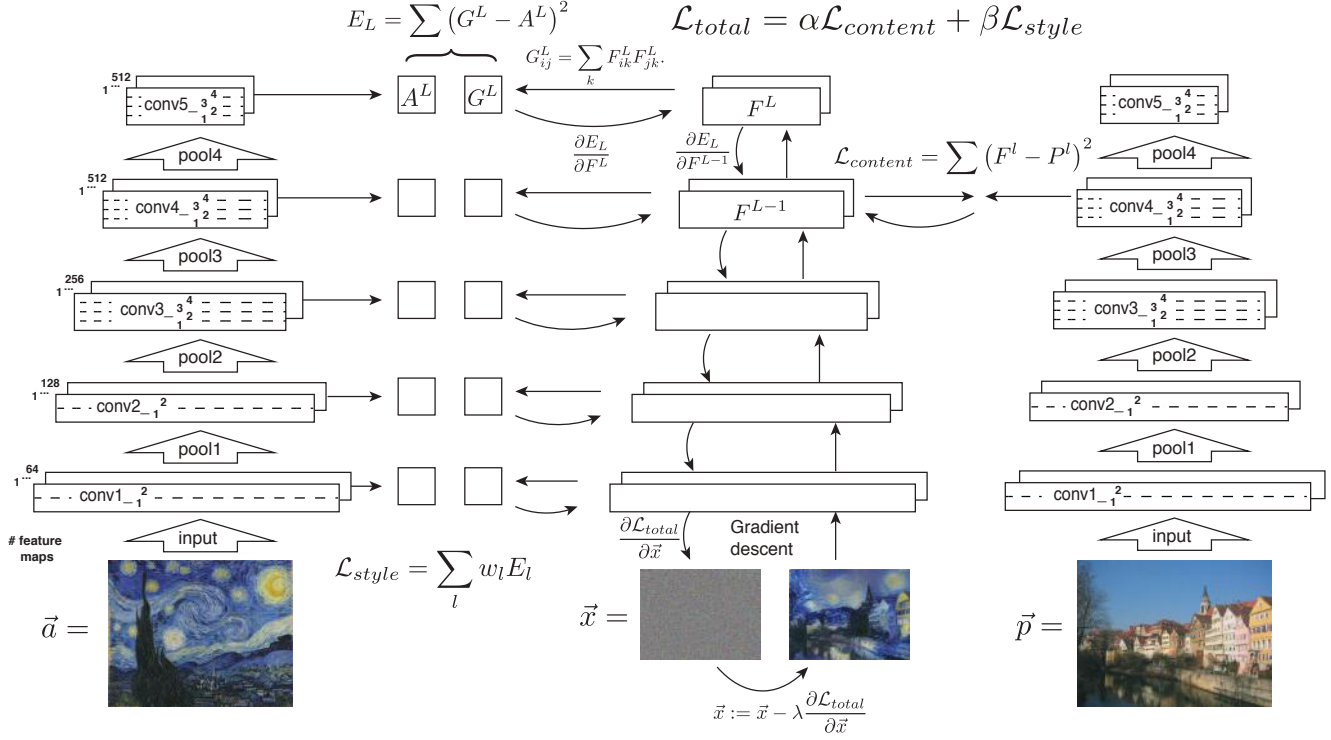 E_L = ∑ (G^L − A^L)^2
ℒ_total = αℒ_content + βℒ_style
G^L_ij = ∑_k F^L_ik F^L_jk.
1 ... 512
conv5_ 1 2 3 4
A^L
G^L
F^L
conv5_ 1 2 3 4
∂E_L/∂F^L
∂E_L/∂F^{L−1}
ℒ_content = ∑ (F^l − P^l)^2
pool4
pool4
1 ... 512
conv4_ 1 2 3 4
F^{L−1}
conv4_ 1 2 3 4
pool3
pool3
1 ... 256
conv3_ 1 2 3 4
conv3_ 1 2 3 4
pool2
pool2
1 ... 128
conv2_ 1 2
conv2_ 1 2
pool1
pool1
1 ... 64
conv1_ 1 2
conv1_ 1 2
# feature
maps
input
∂ℒ_total/∂x⃗
Gradient
descent
input
ℒ_style = ∑_l w_l E_l
a⃗ =
x⃗ =
p⃗ =
x⃗ := x⃗ − λ ∂ℒ_total/∂x⃗